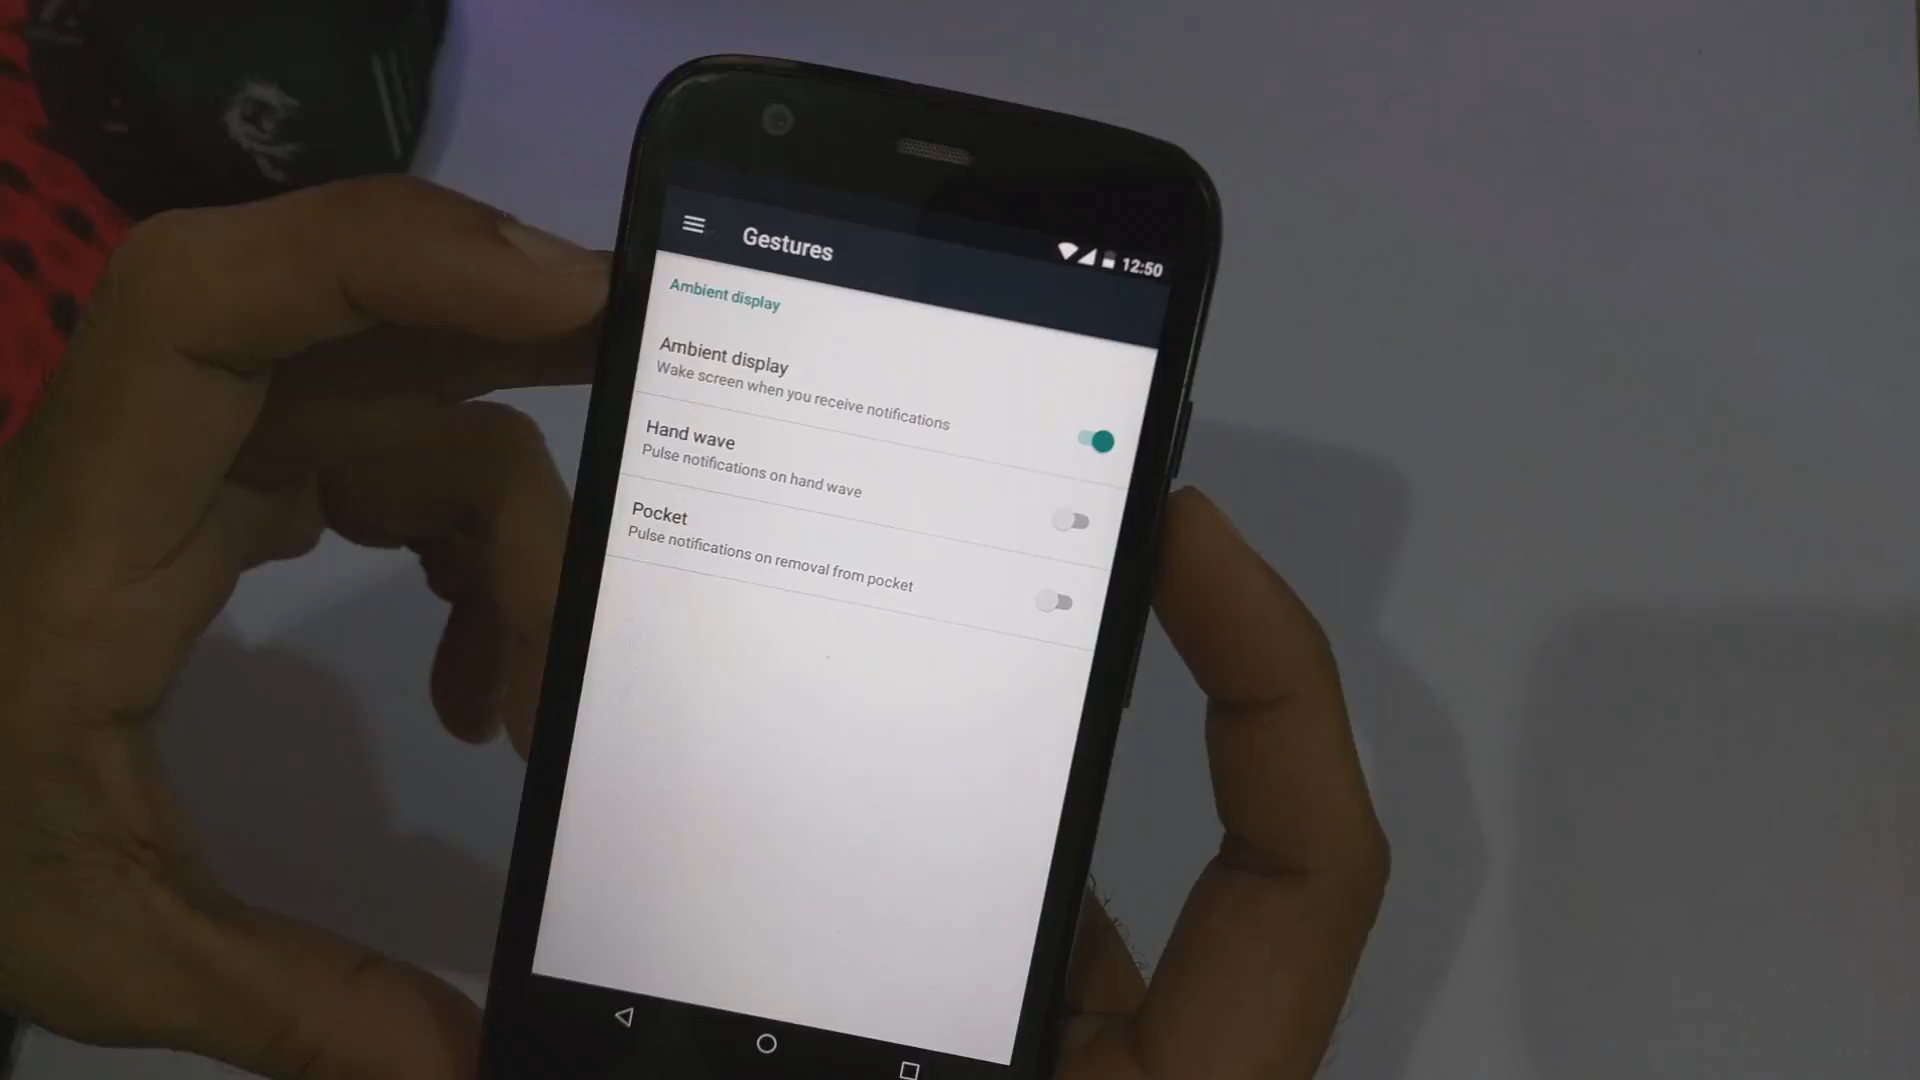 Gestures
12:50
Ambient display
Ambient display
Wake screen when you receive notifications
Hand wave
Pulse notifications on hand wave
Pocket
Pulse notifications on removal from pocket